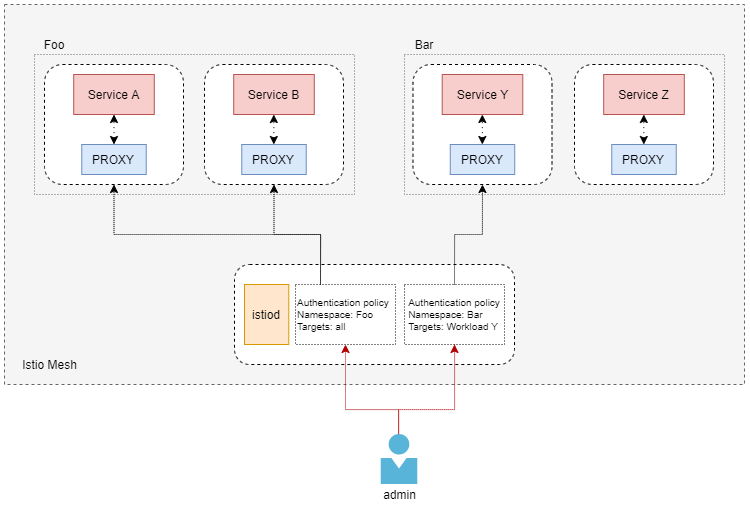 Foo
Bar
Service A
Service B
Service Y
Service Z
PROXY
PROXY
PROXY
PROXY
istiod
Authentication policy
Namespace: Foo
Targets: all
Authentication policy
Namespace: Bar
Targets: Workload Y
Istio Mesh
admin